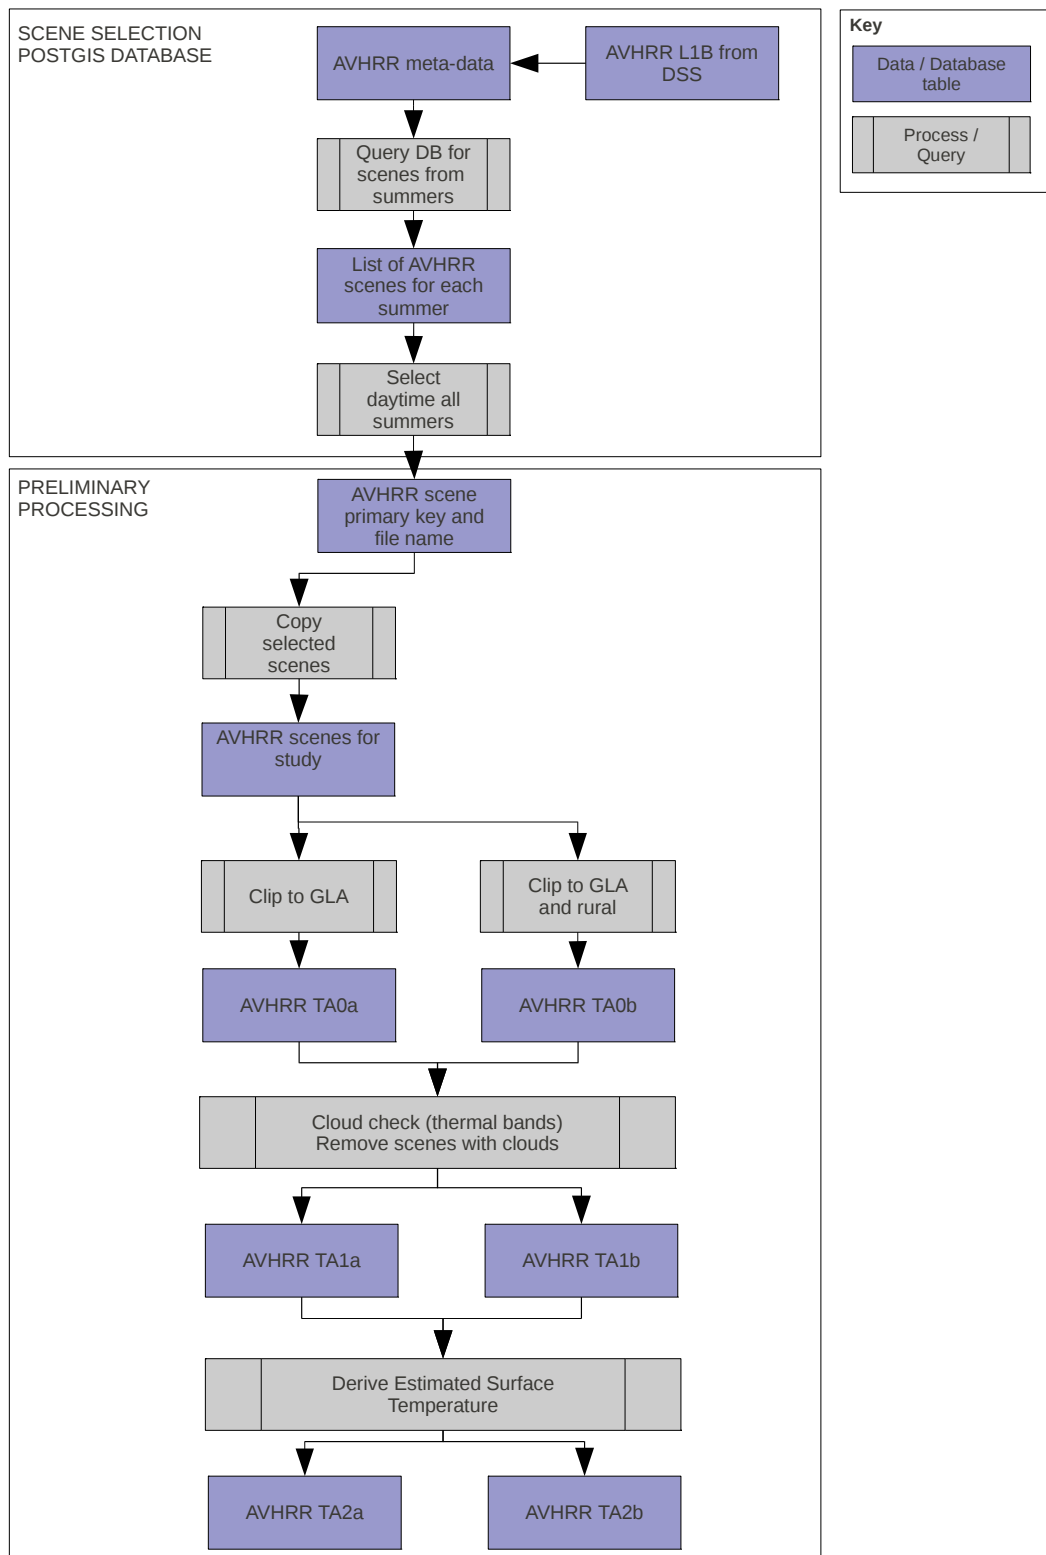 SCENE SELECTION
POSTGIS DATABASE
AVHRR meta-data
AVHRR L1B from
DSS
Key
Data / Database
table
Process /
Query
Query DB for
scenes from
summers
List of AVHRR
scenes for each
summer
Select
daytime all
summers
PRELIMINARY
PROCESSING
AVHRR scene
primary key and
file name
Copy
selected
scenes
AVHRR scenes for
study
Clip to GLA
Clip to GLA
and rural
AVHRR TA0a
AVHRR TA0b
Cloud check (thermal bands)
Remove scenes with clouds
AVHRR TA1a
AVHRR TA1b
Derive Estimated Surface
Temperature
AVHRR TA2a
AVHRR TA2b